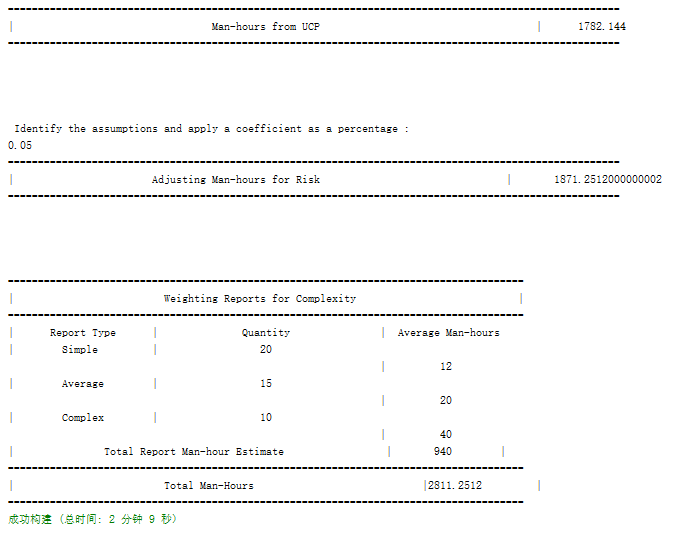 | Man-hours from UCP | 1782.144
Identify the assumptions and apply a coefficient as a percentage :
0.05
| Adjusting Man-hours for Risk | 1871.2512000000002
| Weighting Reports for Complexity |
| Report Type | Quantity | Average Man-hours
| Simple | 20
| 12
| Average | 15
| 20
| Complex | 10
| 40
| Total Report Man-hour Estimate | 940 |
| Total Man-Hours |2811.2512 |
成功构建 (总时间: 2 分钟 9 秒)